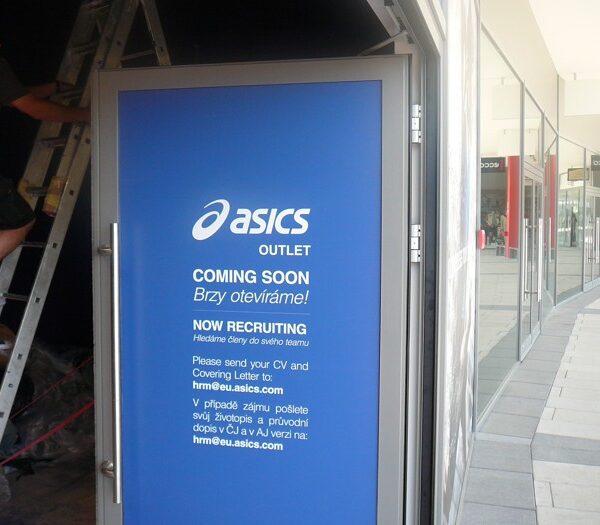 asics
OUTLET
COMING SOON
Brzy otevíráme!
NOW RECRUITING
Hledáme členy do svého teamu
Please send your CV and
Covering Letter to:
hrm@eu.asics.com
V případě zájmu pošlete
svůj životopis a průvodní
dopis v ČJ a v AJ verzi na:
hrm@eu.asics.com